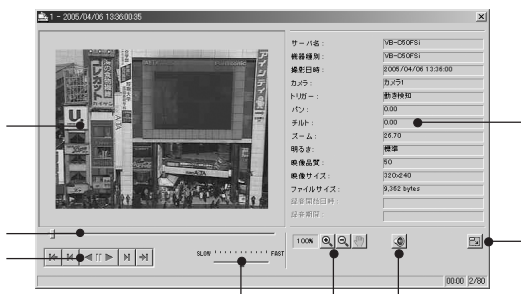 1 - 2005/04/06 13:36:00:35
サーバ名： VB-C50FSi
機器種別： VB-C50FSi
撮影日時： 2005/04/06 13:36:00
カメラ： カメラ1
トリガー： 動き検知
パン： 0.00
チルト： 0.00
ズーム： 26.70
明るさ： 標準
映像品質： 50
映像サイズ： 320x240
ファイルサイズ： 9,352 bytes
録音開始日時：
録音期間：
ALTA
SLOW FAST
100%
00:00 2/80